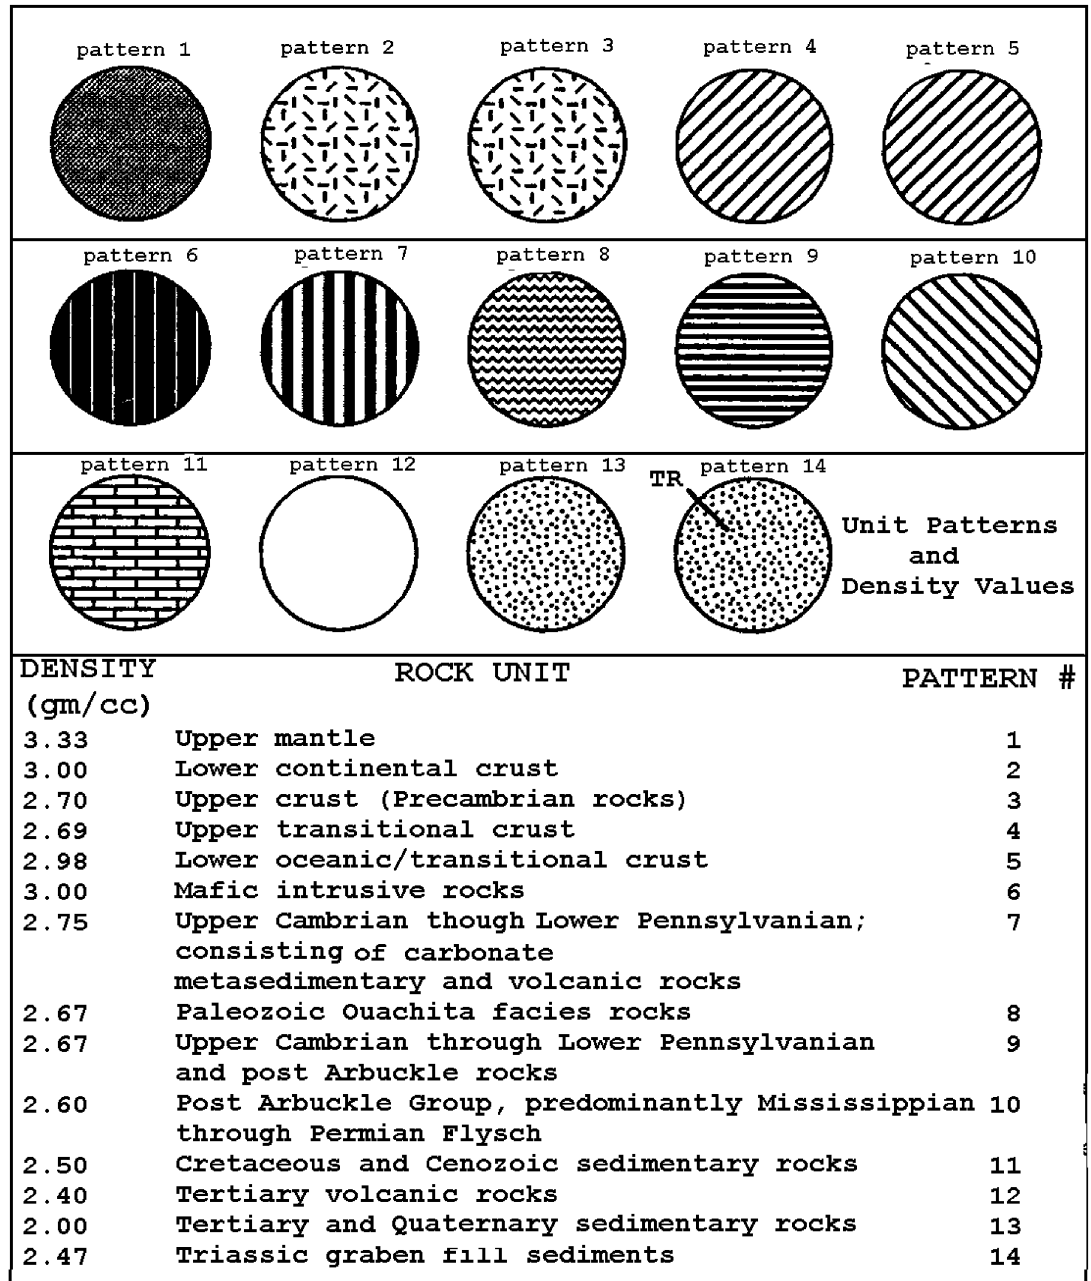 pattern 1 pattern 2 pattern 3 pattern 4 pattern 5
pattern 6 pattern 7 pattern 8 pattern 9 pattern 10
pattern 11 pattern 12 pattern 13 pattern 14
TR
Unit Patterns
and
Density Values
DENSITY ROCK UNIT PATTERN #
(gm/cc)
3.33 Upper mantle 1
3.00 Lower continental crust 2
2.70 Upper crust (Precambrian rocks) 3
2.69 Upper transitional crust 4
2.98 Lower oceanic/transitional crust 5
3.00 Mafic intrusive rocks 6
2.75 Upper Cambrian though Lower Pennsylvanian; 7
consisting of carbonate
metasedimentary and volcanic rocks
2.67 Paleozoic Ouachita facies rocks 8
2.67 Upper Cambrian through Lower Pennsylvanian 9
and post Arbuckle rocks
2.60 Post Arbuckle Group, predominantly Mississippian 10
through Permian Flysch
2.50 Cretaceous and Cenozoic sedimentary rocks 11
2.40 Tertiary volcanic rocks 12
2.00 Tertiary and Quaternary sedimentary rocks 13
2.47 Triassic graben fill sediments 14